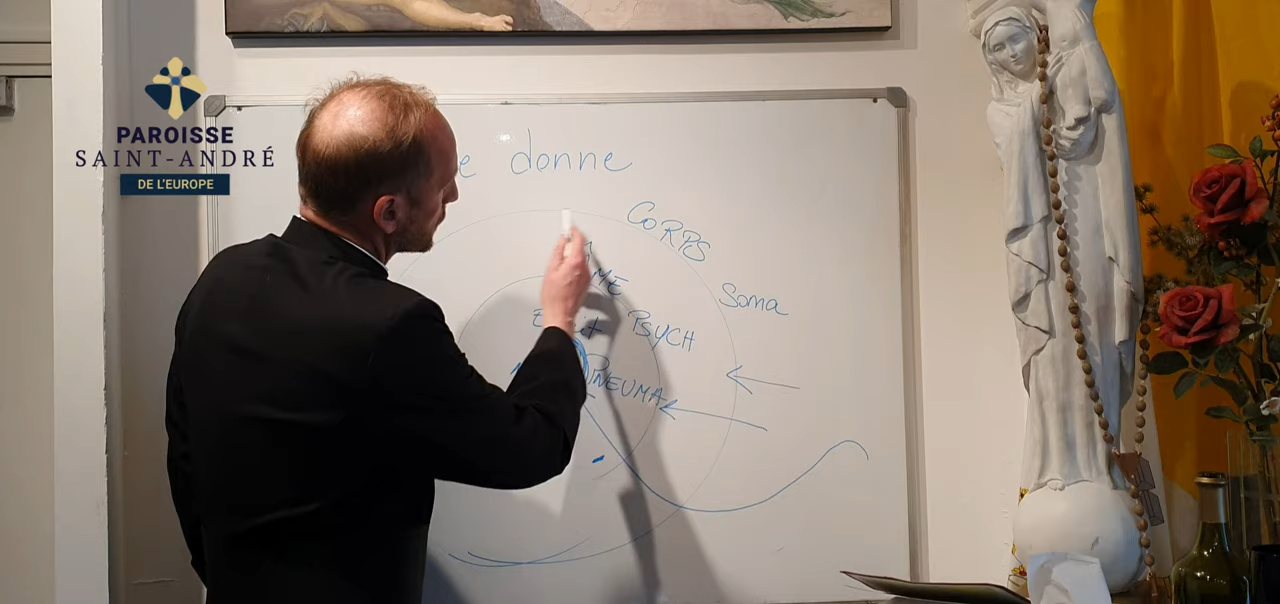 PAROISSE
SAINT-ANDRÉ
DE L'EUROPE
donne
CORPS
Soma
PSYCH
PNEUMA